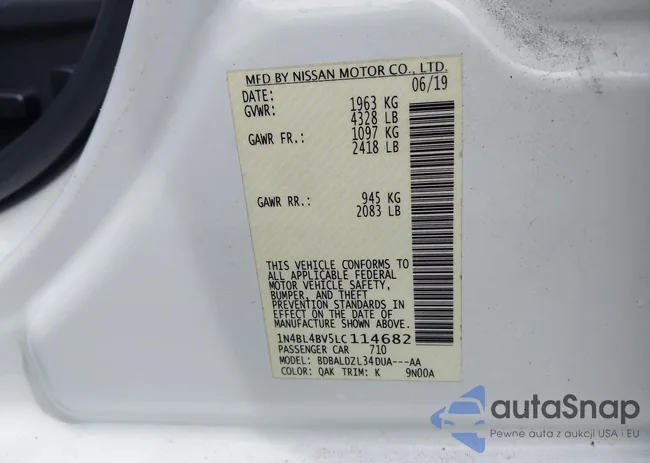 MFD BY NISSAN MOTOR CO., LTD.
DATE: 06/19
GVWR: 1963 KG
4328 LB
GAWR FR.: 1097 KG
2418 LB
GAWR RR.: 945 KG
2083 LB
THIS VEHICLE CONFORMS TO
ALL APPLICABLE FEDERAL
MOTOR VEHICLE SAFETY,
BUMPER, AND THEFT
PREVENTION STANDARDS IN
EFFECT ON THE DATE OF
MANUFACTURE SHOWN ABOVE.
1N4BL4BV5LC114682
PASSENGER CAR 710
MODEL: BDBALDZL34DUA---AA
COLOR: QAK TRIM: K 9N00A
autaSnap
Pewne auta z aukcji USA i EU